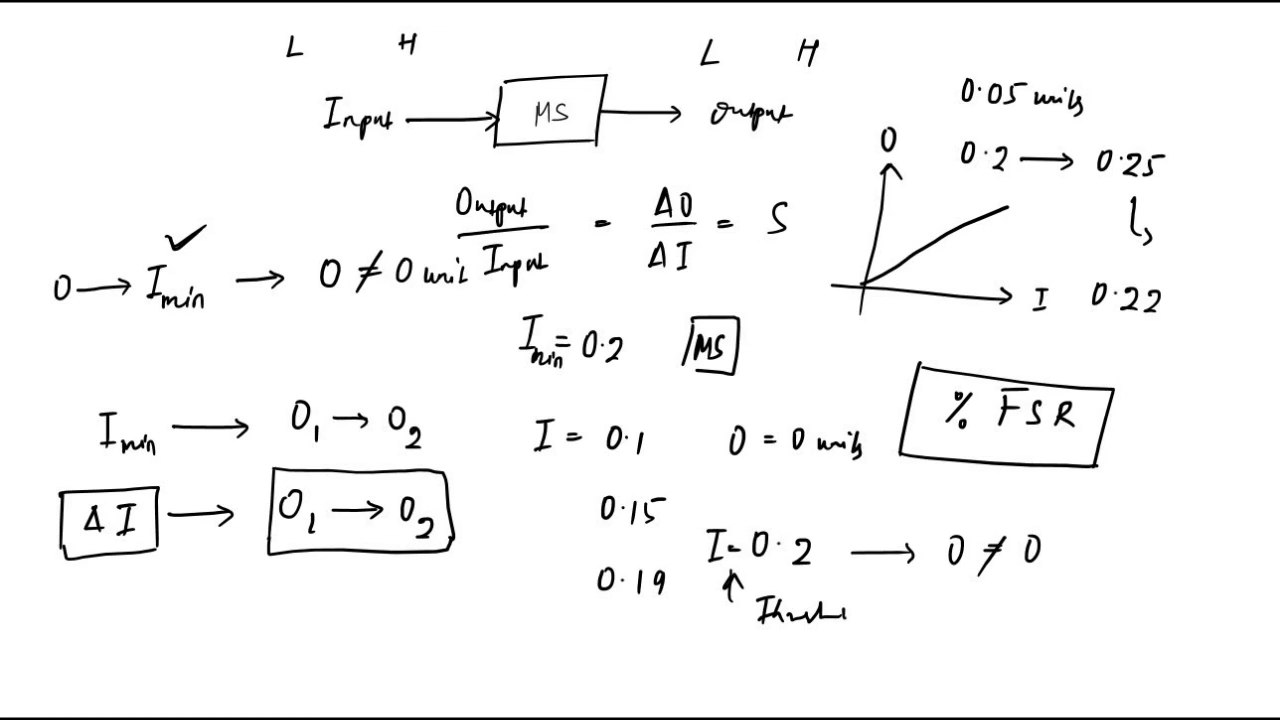 L H L H
Input → MS → output
0.05 units
0.2 → 0.25
0.22
O
I
Output / Input = ΔO / ΔI = S
0 → Imin → O ≠ 0 unit
Imin = 0.2 MS
% FSR
Imin → O1 → O2
ΔI → O1 → O2
I = 0.1 O = 0 units
0.15
0.19
I = 0.2 → O ≠ 0